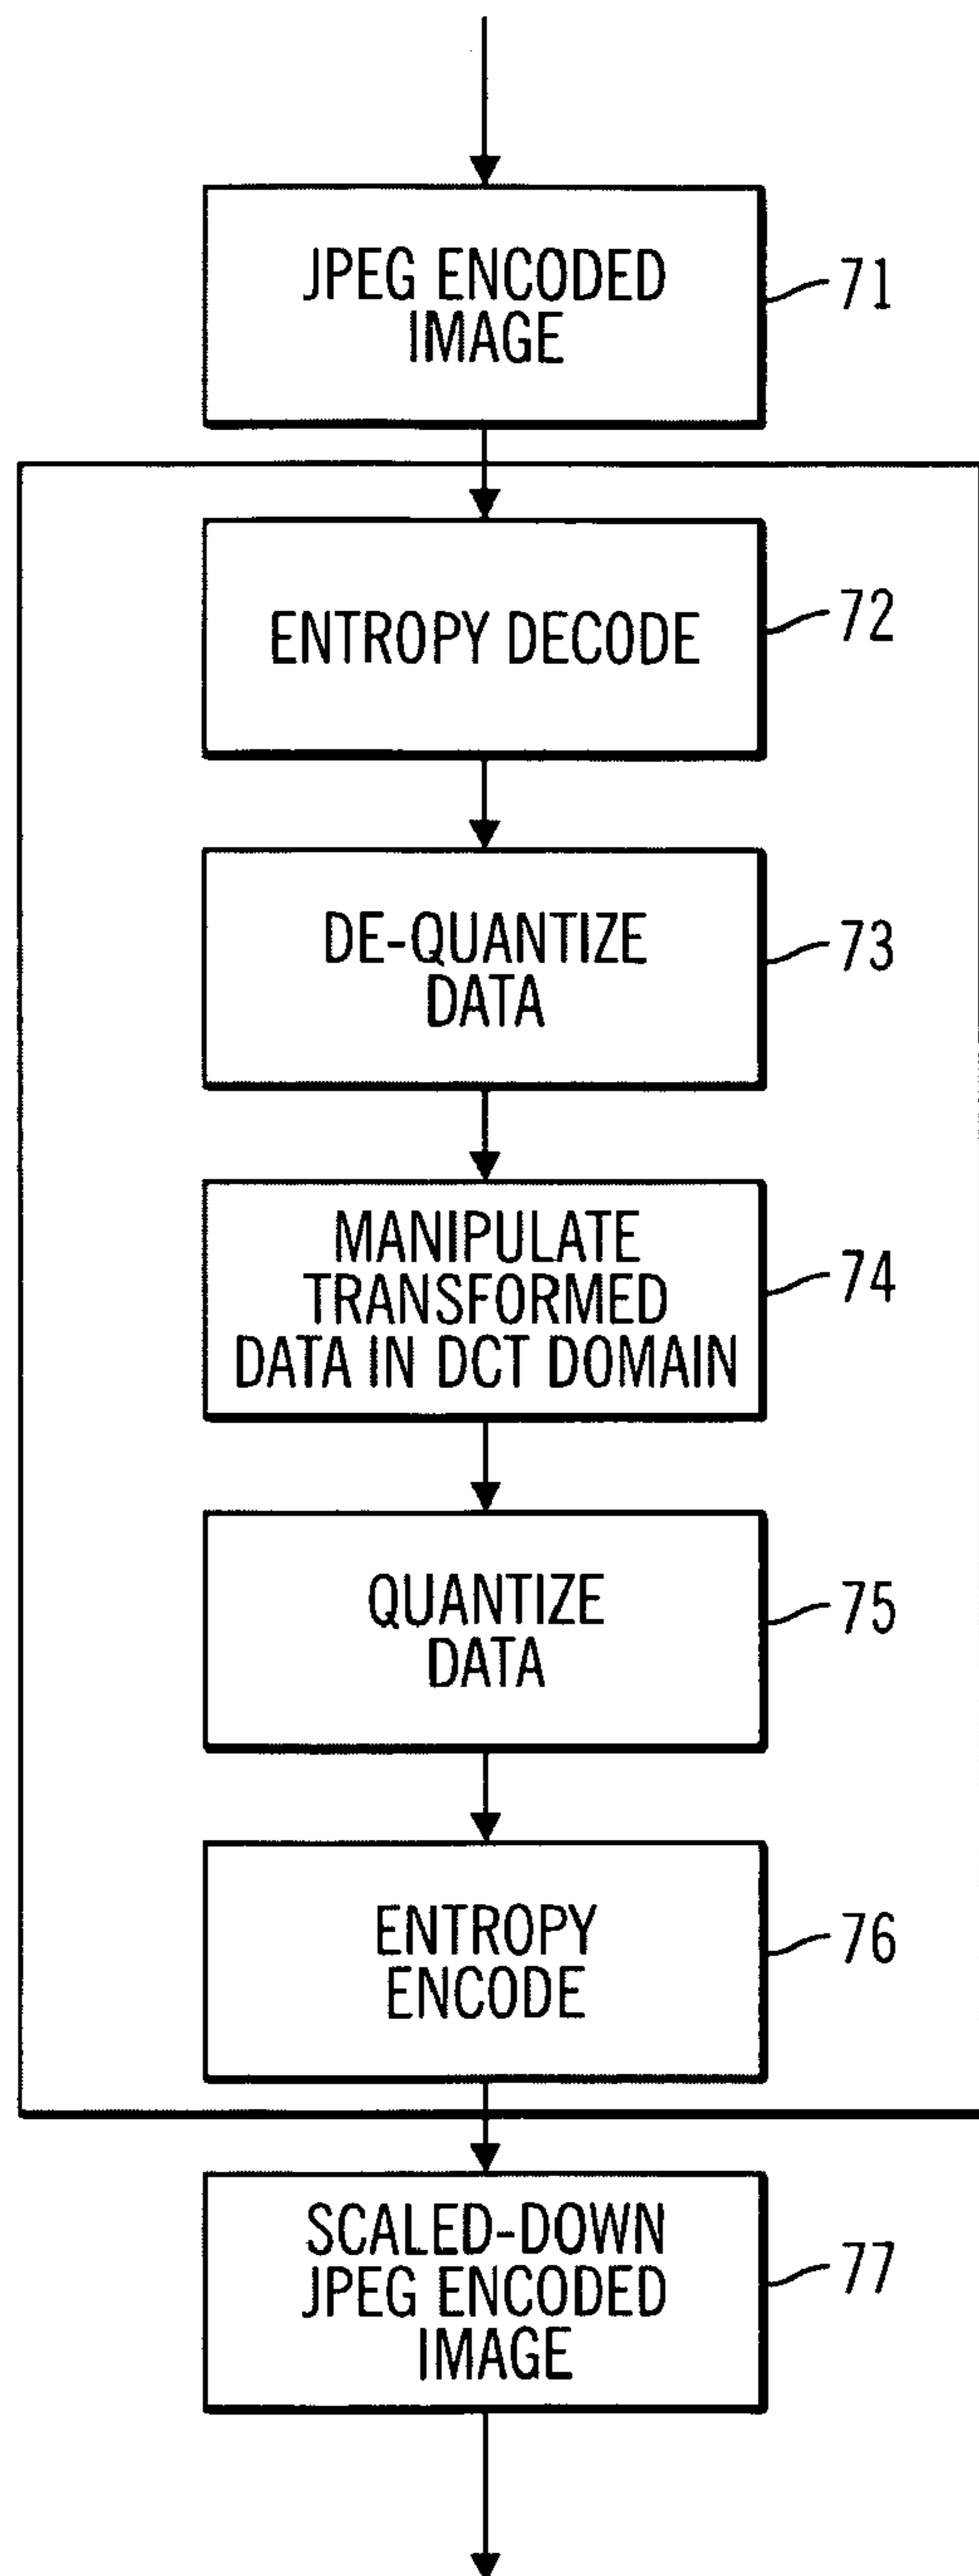 JPEG ENCODED
IMAGE
71
ENTROPY DECODE
72
DE-QUANTIZE
DATA
73
MANIPULATE
TRANSFORMED
DATA IN DCT DOMAIN
74
QUANTIZE
DATA
75
ENTROPY
ENCODE
76
SCALED-DOWN
JPEG ENCODED
IMAGE
77